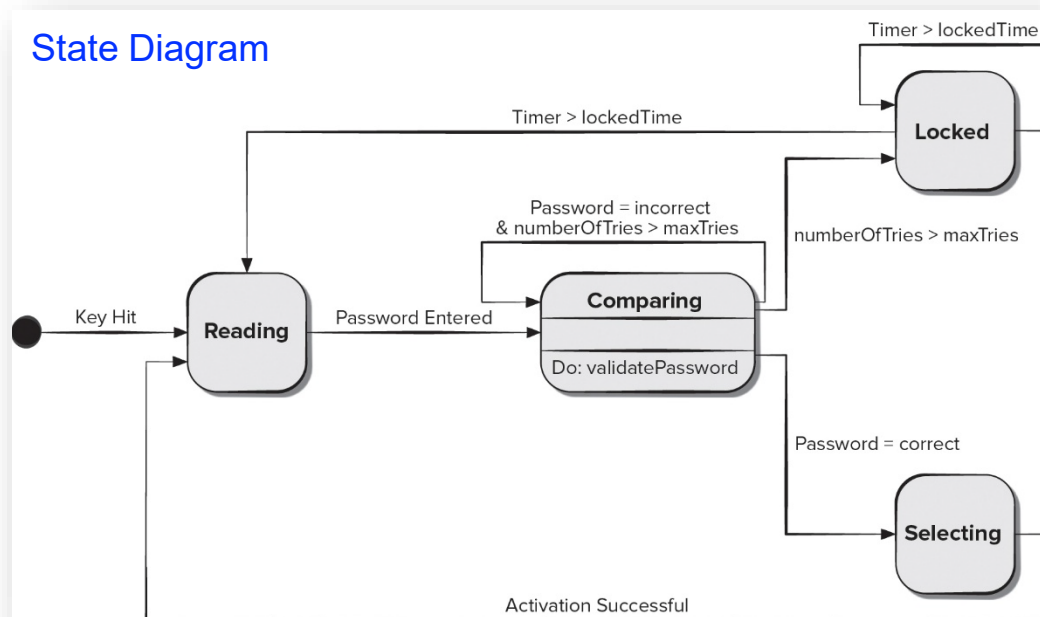 State Diagram
Timer > lockedTime
Locked
Timer > lockedTime
Password = incorrect
& numberOfTries > maxTries
numberOfTries > maxTries
Comparing
Key Hit
Reading
Password Entered
Do: validatePassword
Password = correct
Selecting
Activation Successful